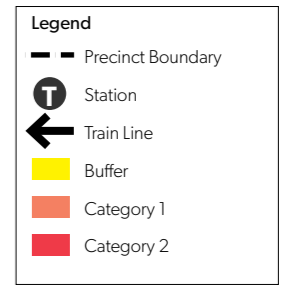 Legend
Precinct Boundary
T
Station
Train Line
Buffer
Category 1
Category 2